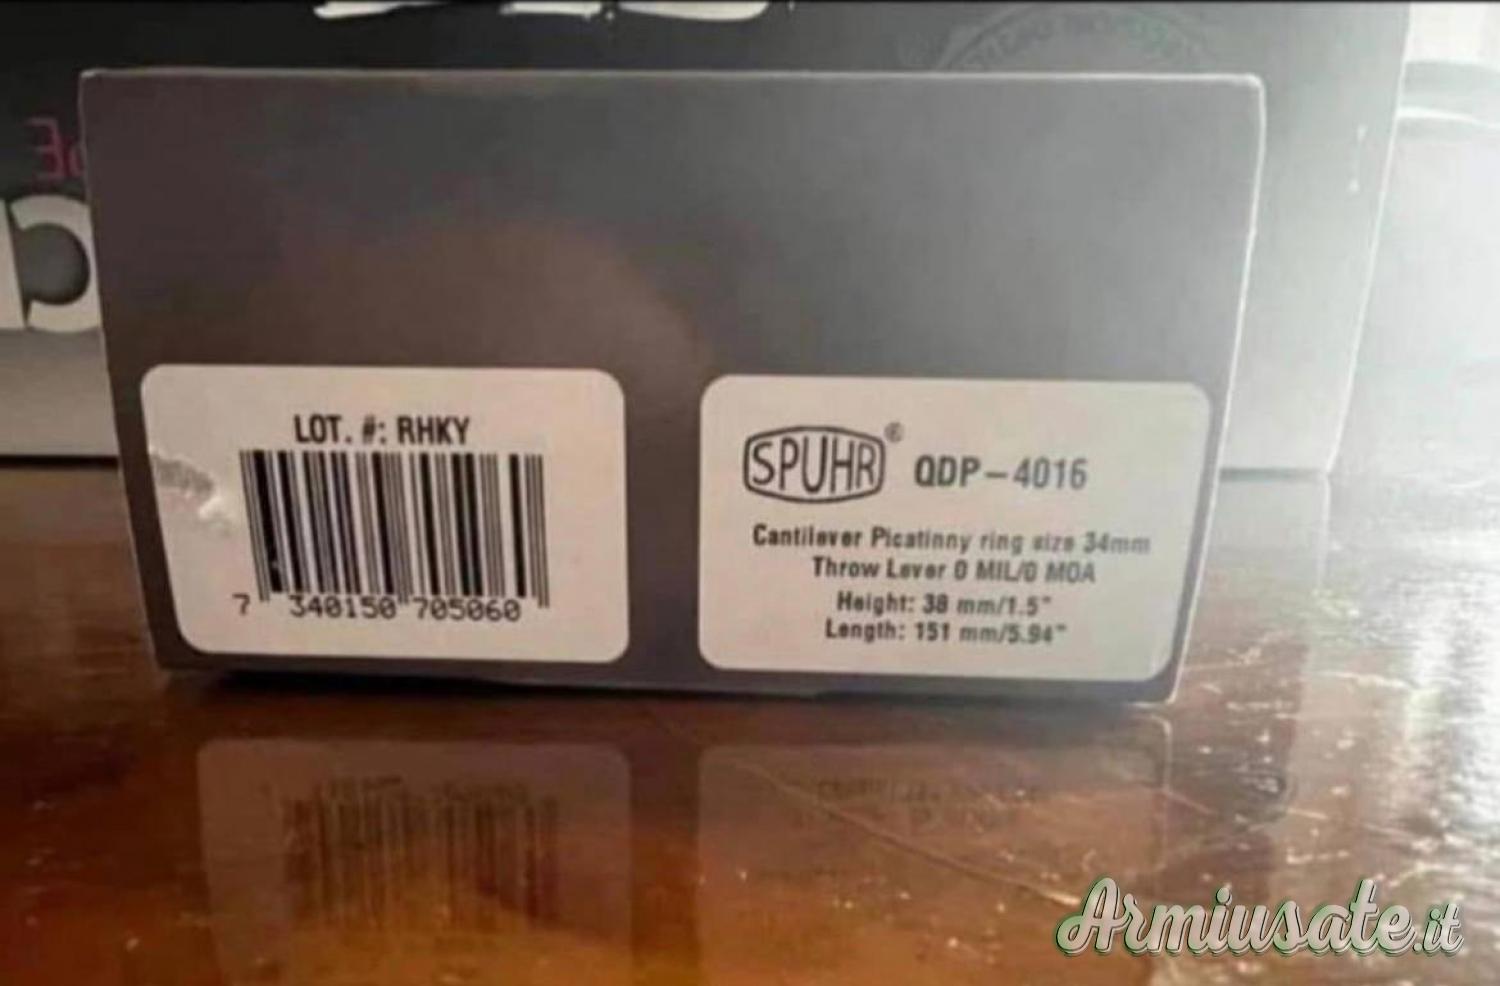 LOT. #: RHKY
7 340150 705060
SPUHR® QDP-4016
Cantilever Picatinny ring size 34mm
Throw Lever 0 MIL/0 MOA
Height: 38 mm/1.5"
Length: 151 mm/5.94"
Armiusate.it